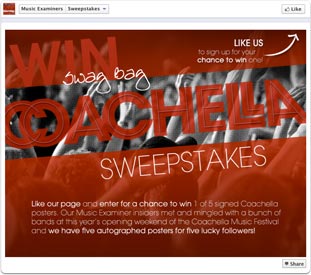 Music Examiners Sweepstakes
Like
LIKE US
to sign up for your
chance to win one!
WIN
swag bag
COACHELLA
SWEEPSTAKES
Like our page and enter for a chance to win 1 of 5 signed Coachella
posters. Our Music Examiner insiders met and mingled with a bunch of
bands at this year's opening weekend of the Coachella Music Festival
and we have five autographed posters for five lucky followers!
Share